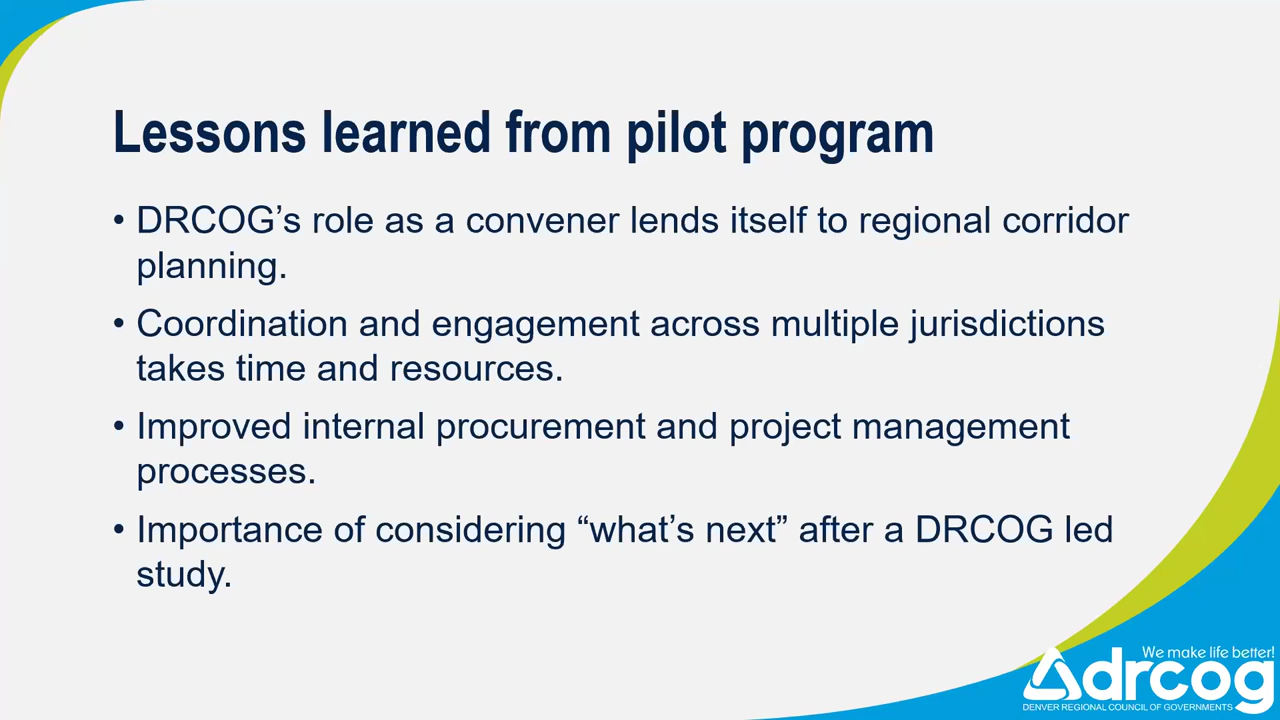 Lessons learned from pilot program
• DRCOG’s role as a convener lends itself to regional corridor
planning.
• Coordination and engagement across multiple jurisdictions
takes time and resources.
• Improved internal procurement and project management
processes.
• Importance of considering “what’s next” after a DRCOG led
study.
We make life better!
drcog
DENVER REGIONAL COUNCIL OF GOVERNMENTS